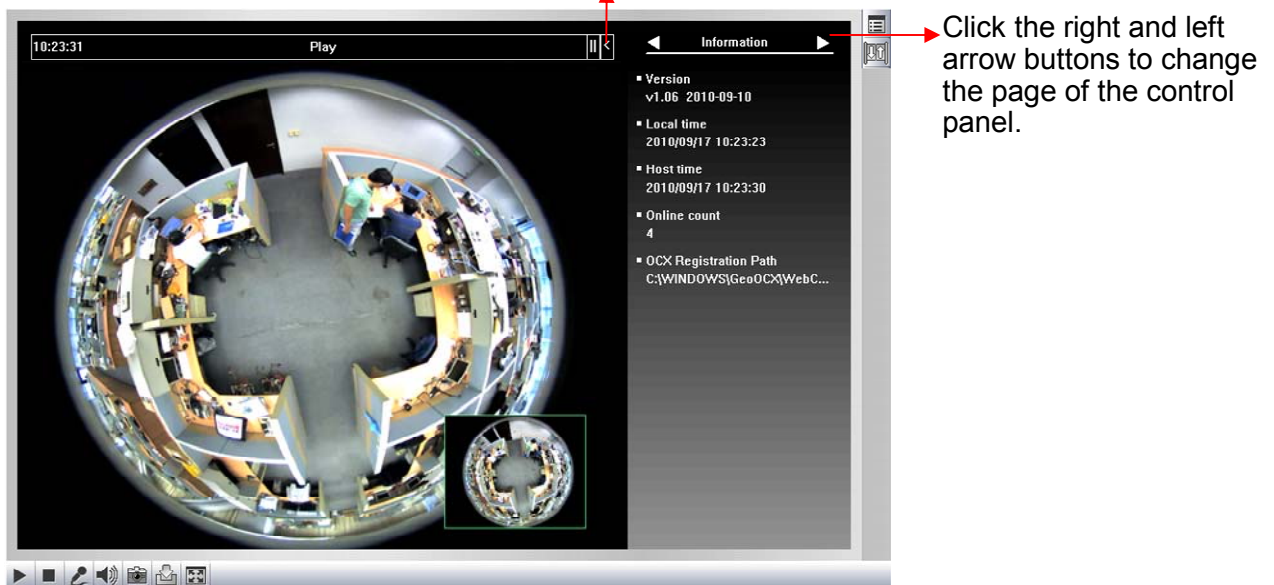 10:23:31 Play
Information
Version
v1.06 2010-09-10
Local time
2010/09/17 10:23:23
Host time
2010/09/17 10:23:30
Online count
4
OCX Registration Path
C:\WINDOWS\GeoOCX\WebC...
Click the right and left
arrow buttons to change
the page of the control
panel.